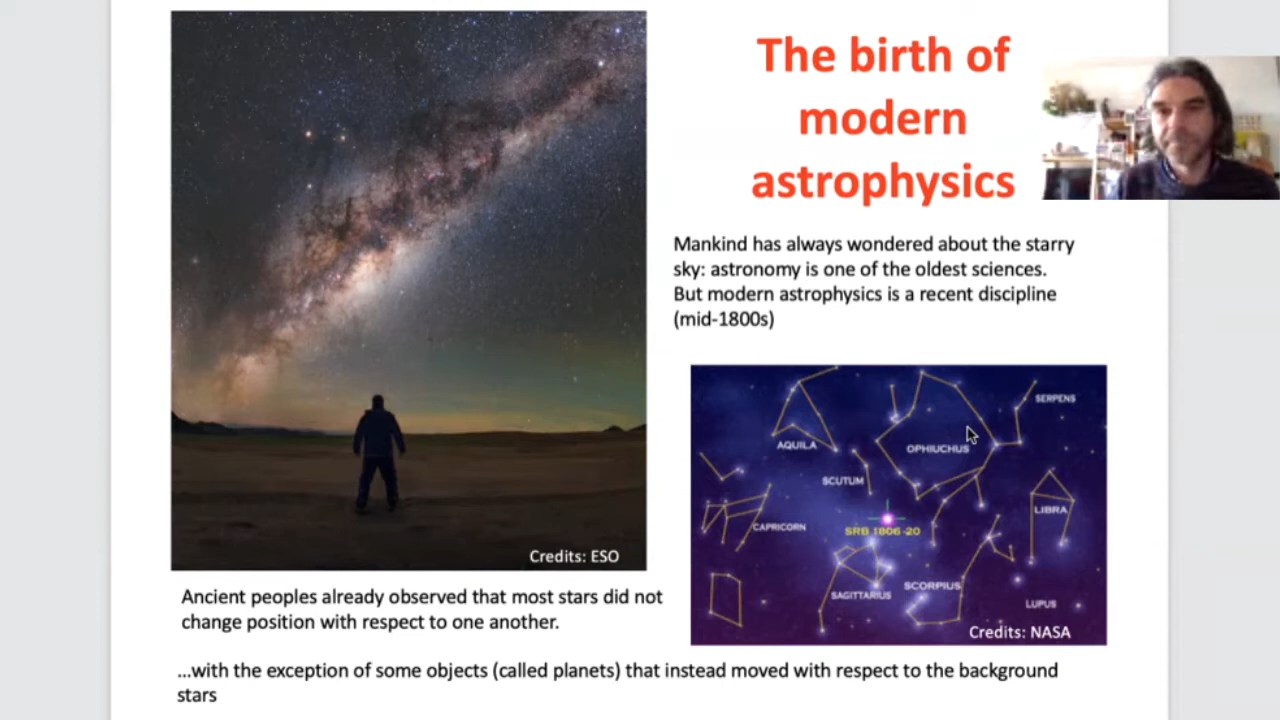 The birth of
modern
astrophysics
Mankind has always wondered about the starry
sky: astronomy is one of the oldest sciences.
But modern astrophysics is a recent discipline
(mid-1800s)
SERPENS
AQUILA
OPHIUCHUS
SCUTUM
LIBRA
CAPRICORN
SRB 1806-20
SCORPIUS
SAGITTARIUS
LUPUS
Credits: NASA
Credits: ESO
Ancient peoples already observed that most stars did not
change position with respect to one another.
...with the exception of some objects (called planets) that instead moved with respect to the background
stars